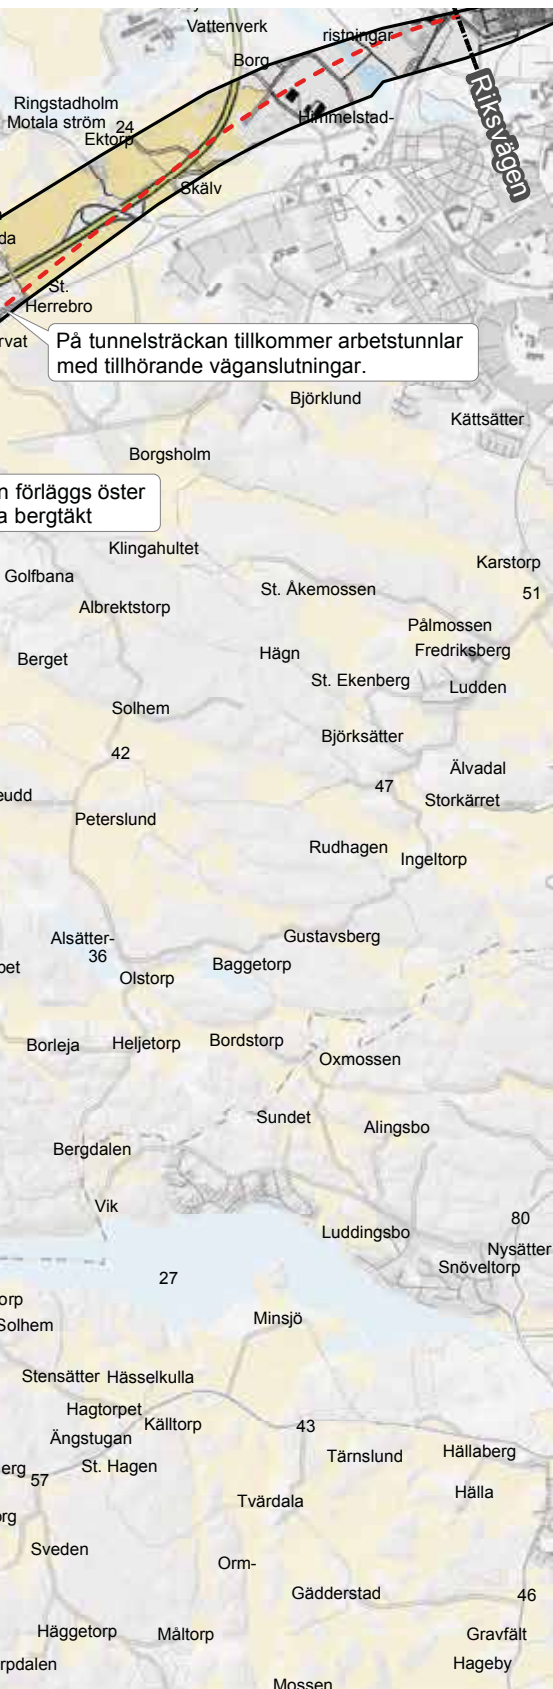 Vattenverk
ristningar
Borg
Ringstadholm
Motala ström
24
Ektorp
Himmelstad-
Riksvägen
Skälv
da
St.
Herrebro
rvat
På tunnelsträckan tillkommer arbetstunnlar
med tillhörande väganslutningar.
Björklund
Kättsätter
Borgsholm
n förläggs öster
a bergtäkt
Klingahultet
Karstorp
Golfbana
St. Åkemossen
51
Albrektstorp
Pålmossen
Fredriksberg
Berget
Hägn
St. Ekenberg
Ludden
Solhem
Björksätter
42
Älvadal
47
eudd
Storkärret
Peterslund
Rudhagen
Ingeltorp
Alsätter-
36
Gustavsberg
bet
Olstorp
Baggetorp
Borleja
Heljetorp
Bordstorp
Oxmossen
Sundet
Alingsbo
Bergdalen
Vik
80
Luddingsbo
Nysätter
Snöveltorp
27
orp
Solhem
Minsjö
Stensätter
Hässelkulla
Hagtorpet
Källtorp
43
Ängstugan
Tärnslund
Hällaberg
erg
St. Hagen
57
Hälla
Tvärdala
org
Sveden
Orm-
Gädderstad
46
Häggetorp
Måltorp
Gravfält
rpdalen
Hageby
Mossen